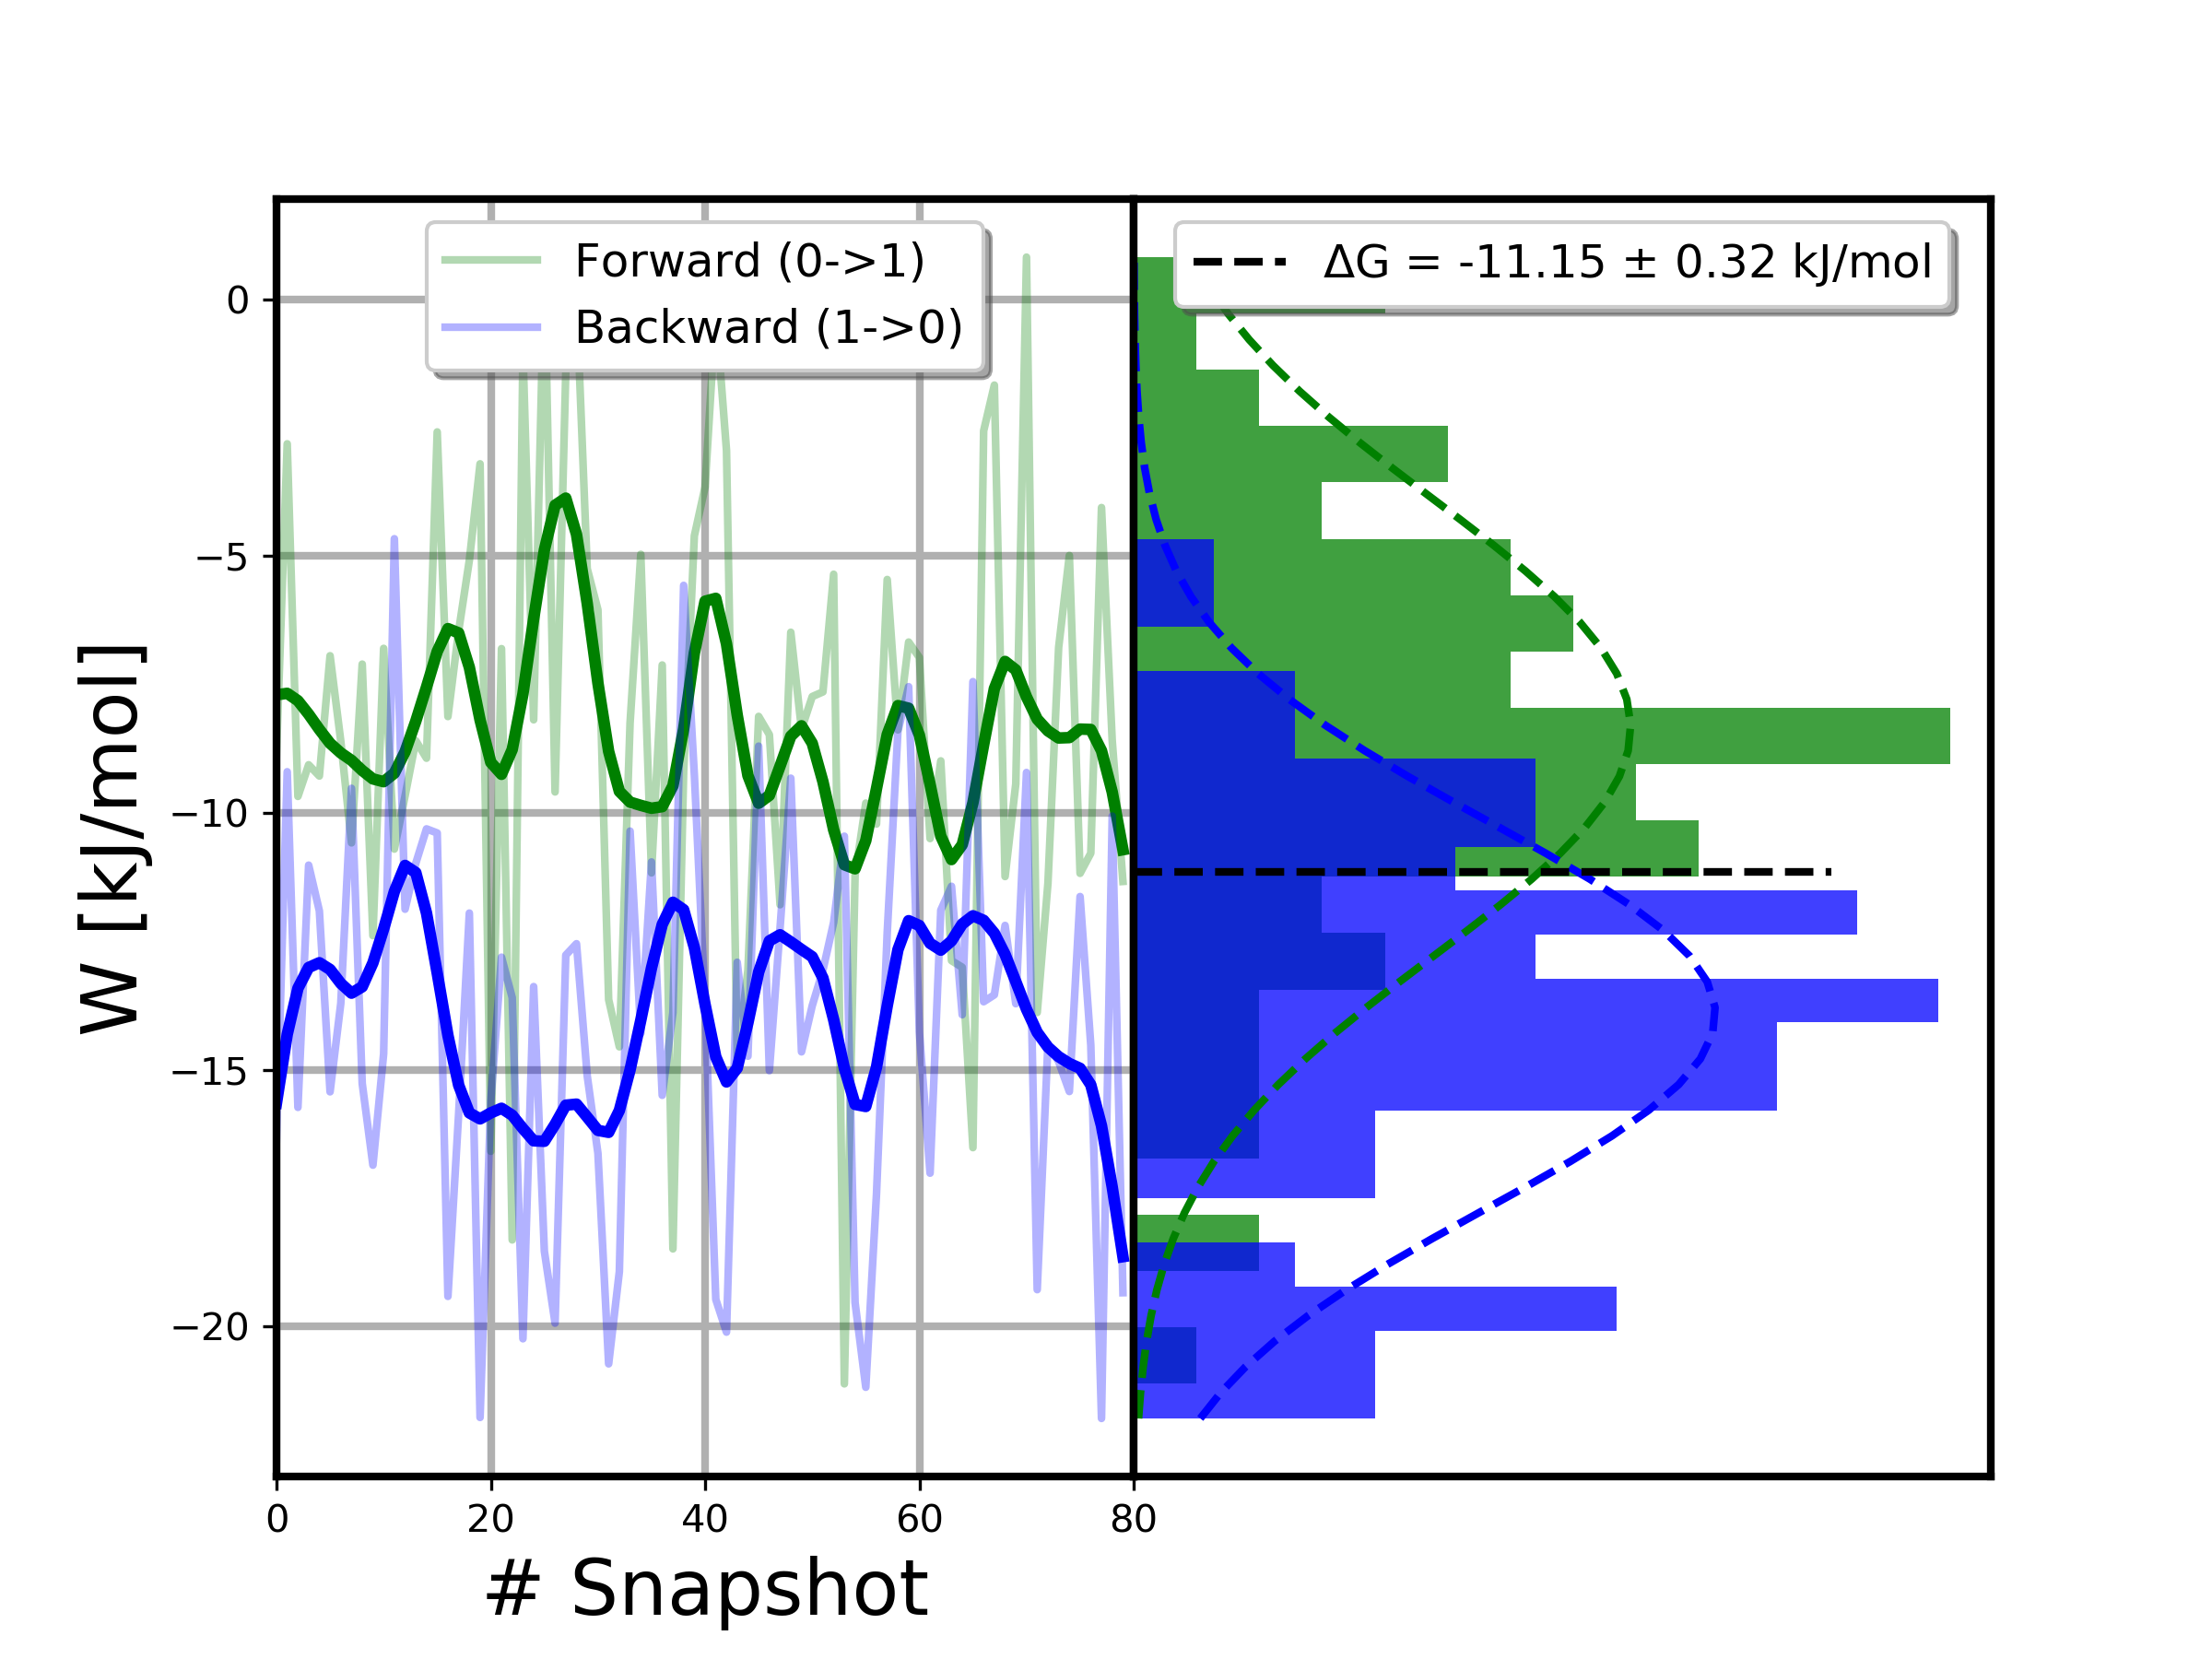 Forward (0->1)
Backward (1->0)
ΔG = -11.15 ± 0.32 kJ/mol
0
−5
−10
−15
−20
W [kJ/mol]
0 20 40 60 80
# Snapshot